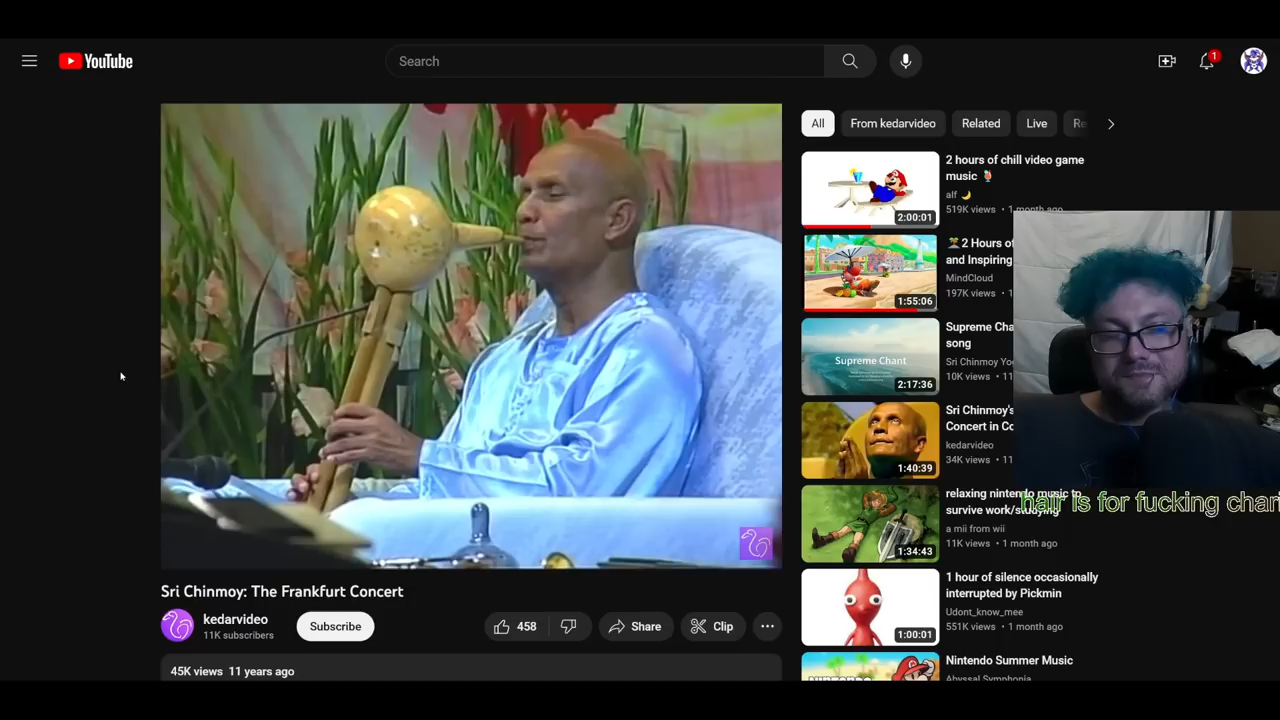 YouTube
Search
1
All
From kedarvideo
Related
Live
2 hours of chill video game
music
alf
519K views • 1 month ago
2:00:01
2 Hours of
and Inspiring
MindCloud
197K views
1:55:06
Supreme Cha
song
Sri Chinmoy
10K views
Supreme Chant
2:17:36
Sri Chinmoy's
Concert in
kedarvideo
34K views
1:40:39
relaxing nintendo music to
survive work/studying
a mii from wii
11K views • 1 month ago
1:34:43
hair is for fucking
1 hour of silence occasionally
interrupted by Pickmin
Udont_know_mee
551K views • 1 month ago
1:00:01
Nintendo Summer Music
Abyssal Symphonia
Sri Chinmoy: The Frankfurt Concert
kedarvideo
11K subscribers
Subscribe
458
Share
Clip
45K views 11 years ago